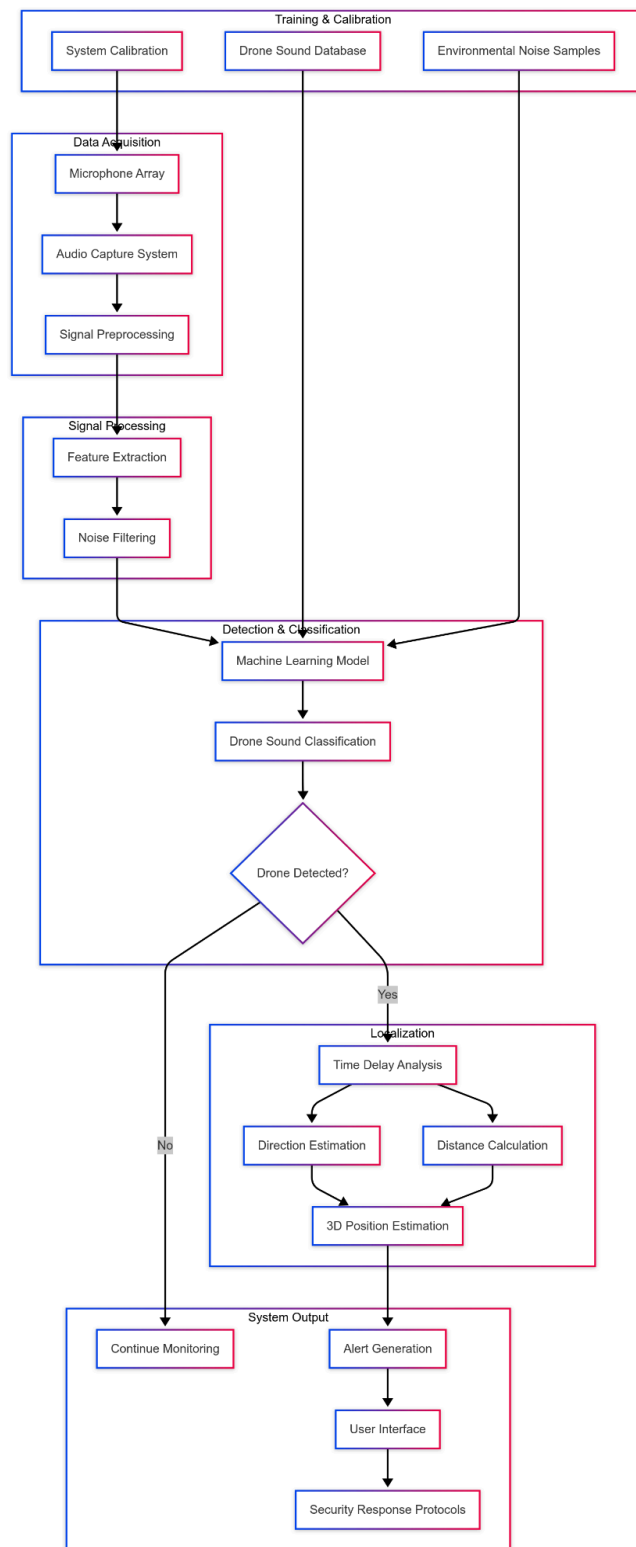 Training & Calibration
System Calibration
Drone Sound Database
Environmental Noise Samples
Data Acquisition
Microphone Array
Audio Capture System
Signal Preprocessing
Signal Processing
Feature Extraction
Noise Filtering
Detection & Classification
Machine Learning Model
Drone Sound Classification
Drone Detected?
Yes
Localization
Time Delay Analysis
No
Direction Estimation
Distance Calculation
3D Position Estimation
System Output
Continue Monitoring
Alert Generation
User Interface
Security Response Protocols